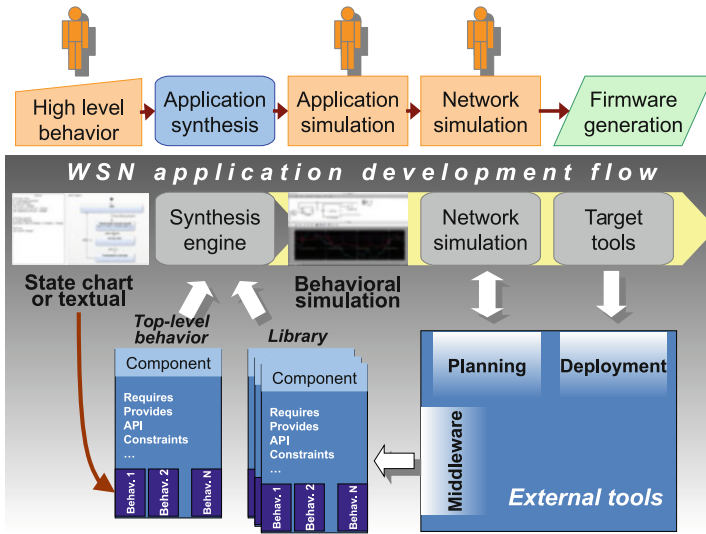 High level
behavior
Application
synthesis
Application
simulation
Network
simulation
Firmware
generation
WSN application development flow
Synthesis
engine
Network
simulation
Target
tools
State chart
or textual
Behavioral
simulation
Top-level
behavior
Library
Component
Requires
Provides
API
Constraints
...
Behav. 1
Behav. 2
Behav. N
Component
Requires
Provides
API
Constraints
...
Behav. 1
Behav. 2
Behav. N
Planning
Deployment
Middleware
External tools